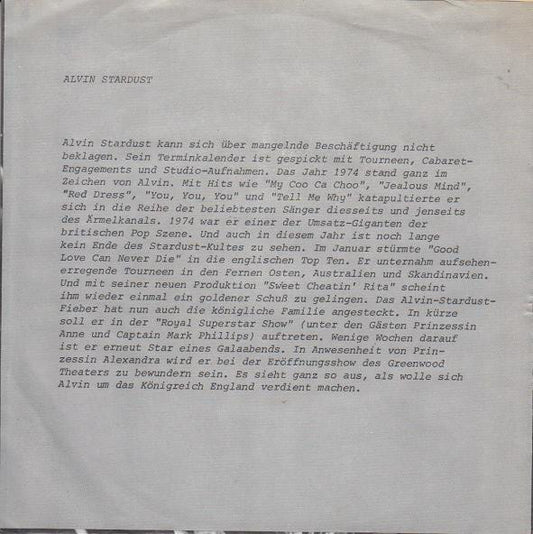 ALVIN STARDUST
Alvin Stardust kann sich über mangelnde Beschäftigung nicht
beklagen. Sein Terminkalender ist gespickt mit Tourneen, Cabaret-
Engagements und Studio-Aufnahmen. Das Jahr 1974 stand ganz im
Zeichen von Alvin. Mit Hits wie "My Coo Ca Choo", "Jealous Mind",
"Red Dress", "You, You, You" und "Tell Me Why" katapultierte er
sich in die Reihe der beliebtesten Sänger diesseits und jenseits
des Ärmelkanals. 1974 war er einer der Umsatz-Giganten der
britischen Pop Szene. Und auch in diesem Jahr ist noch lange
kein Ende des Stardust-Kultes zu sehen. Im Januar stürmte "Good
Love Can Never Die" in die englischen Top Ten. Er unternahm aufsehen-
erregende Tourneen in den Fernen Osten, Australien und Skandinavien.
Und mit seiner neuen Produktion "Sweet Cheatin' Rita" scheint
ihm wieder einmal ein goldener Schuß zu gelingen. Das Alvin-Stardust-
Fieber hat nun auch die königliche Familie angesteckt. In kürze
soll er in der "Royal Superstar Show" (unter den Gästen Prinzessin
Anne und Captain Mark Phillips) auftreten. Wenige Wochen darauf
ist er erneut Star eines Galaabends. In Anwesenheit von Prin-
zessin Alexandra wird er bei der Eröffnungsshow des Greenwood
Theaters zu bewundern sein. Es sieht ganz so aus, als wolle sich
Alvin um das Königreich England verdient machen.